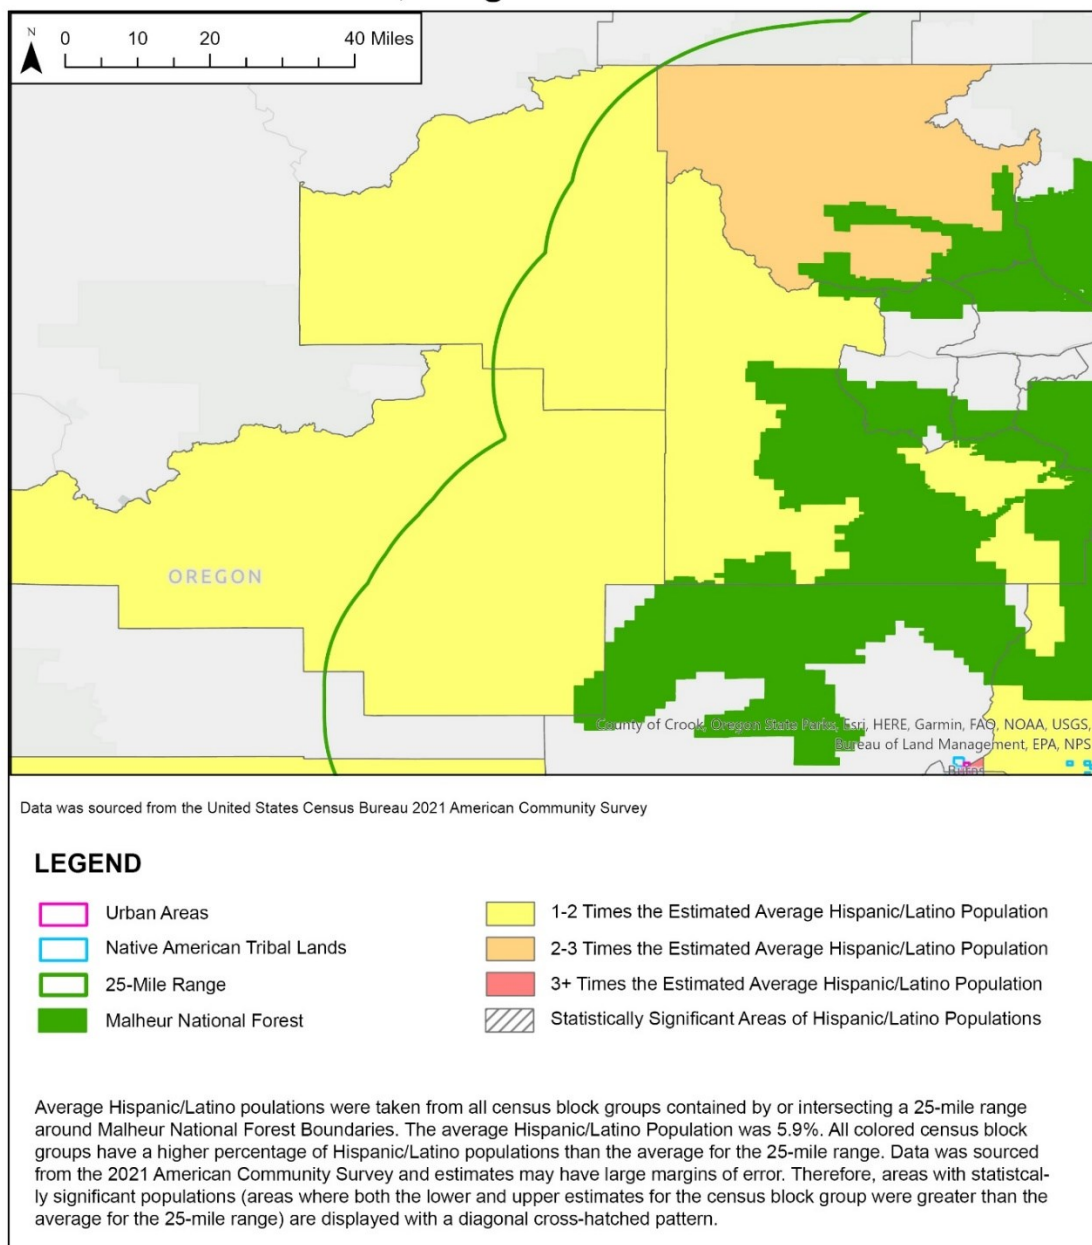 N
0 10 20 40 Miles
OREGON
County of Crook, Oregon State Parks, Esri, HERE, Garmin, FAO, NOAA, USGS,
Bureau of Land Management, EPA, NPS
Burns
Data was sourced from the United States Census Bureau 2021 American Community Survey
LEGEND
Urban Areas
Native American Tribal Lands
25-Mile Range
Malheur National Forest
1-2 Times the Estimated Average Hispanic/Latino Population
2-3 Times the Estimated Average Hispanic/Latino Population
3+ Times the Estimated Average Hispanic/Latino Population
Statistically Significant Areas of Hispanic/Latino Populations
Average Hispanic/Latino poulations were taken from all census block groups contained by or intersecting a 25-mile range
around Malheur National Forest Boundaries. The average Hispanic/Latino Population was 5.9%. All colored census block
groups have a higher percentage of Hispanic/Latino populations than the average for the 25-mile range. Data was sourced
from the 2021 American Community Survey and estimates may have large margins of error. Therefore, areas with statistcal-
ly significant populations (areas where both the lower and upper estimates for the census block group were greater than the
average for the 25-mile range) are displayed with a diagonal cross-hatched pattern.